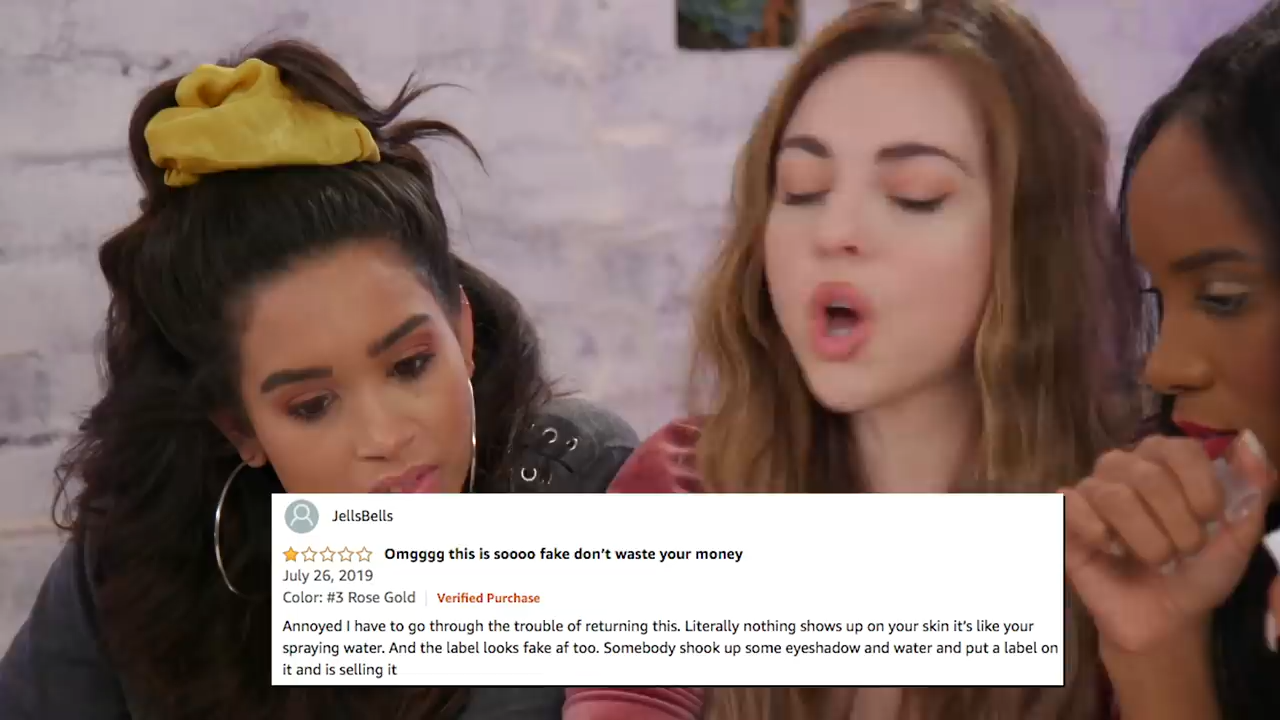 JellsBells
Omgggg this is soooo fake don't waste your money
July 26, 2019
Color: #3 Rose Gold Verified Purchase
Annoyed I have to go through the trouble of returning this. Literally nothing shows up on your skin it's like your
spraying water. And the label looks fake af too. Somebody shook up some eyeshadow and water and put a label on
it and is selling it